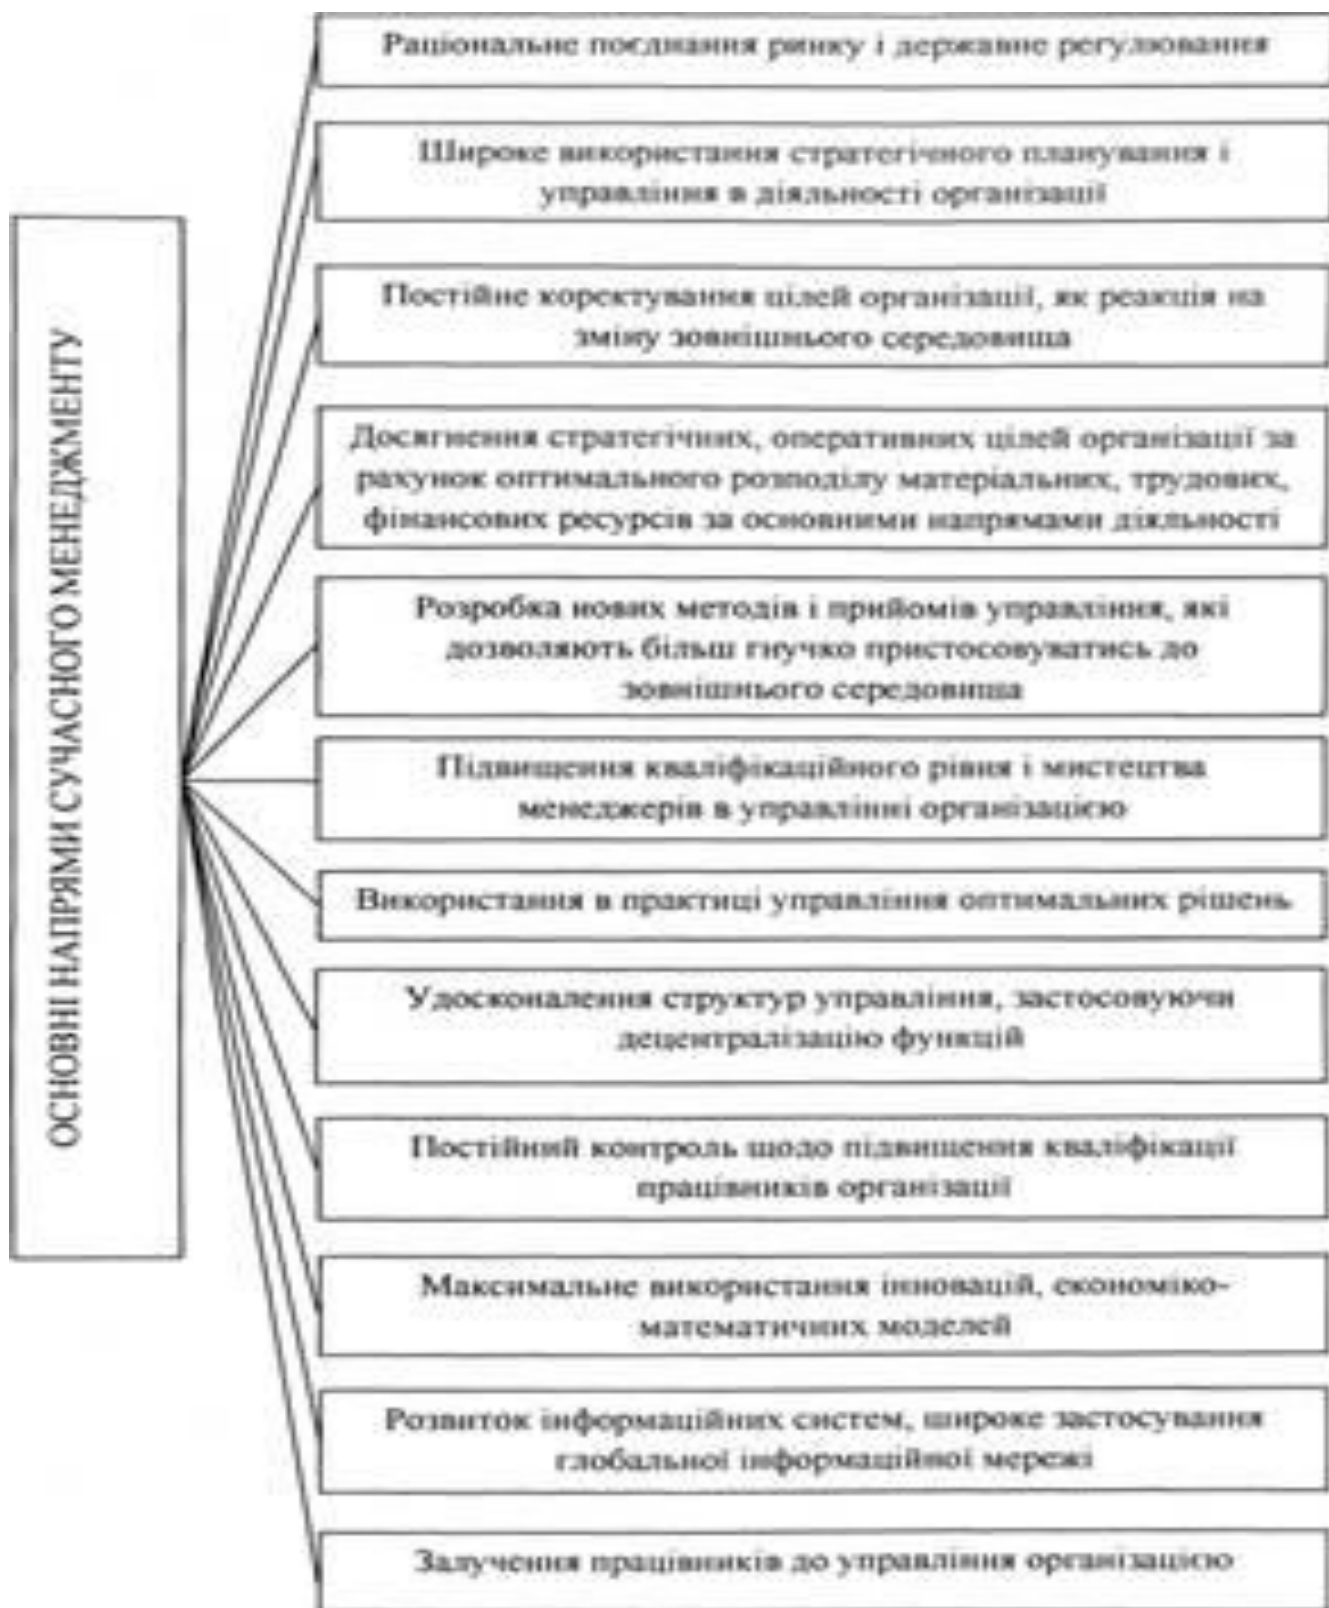 ОСНОВНІ НАПРЯМИ СУЧАСНОГО МЕНЕДЖМЕНТУ
Раціональне поєднання ринку і державне регулювання
Широке використання стратегічного планування і
управління в діяльності організації
Постійне коректування цілей організації, як реакція на
зміну зовнішнього середовища
Досягнення стратегічних, оперативних цілей організації за
рахунок оптимального розподілу матеріальних, трудових,
фінансових ресурсів за основними напрямами діяльності
Розробка нових методів і прийомів управління, які
дозволяють більш гнучко пристосовуватись до
зовнішнього середовища
Підвищення кваліфікаційного рівня і мистецтва
менеджерів в управлінні організацією
Використання в практиці управління оптимальних рішень
Удосконалення структур управління, застосовуючи
децентралізацію функцій
Постійний контроль щодо підвищення кваліфікації
працівників організації
Максимальне використання інновацій, економіко-
математичних моделей
Розвиток інформаційних систем, широке застосування
глобальної інформаційної мережі
Залучення працівників до управління організацією